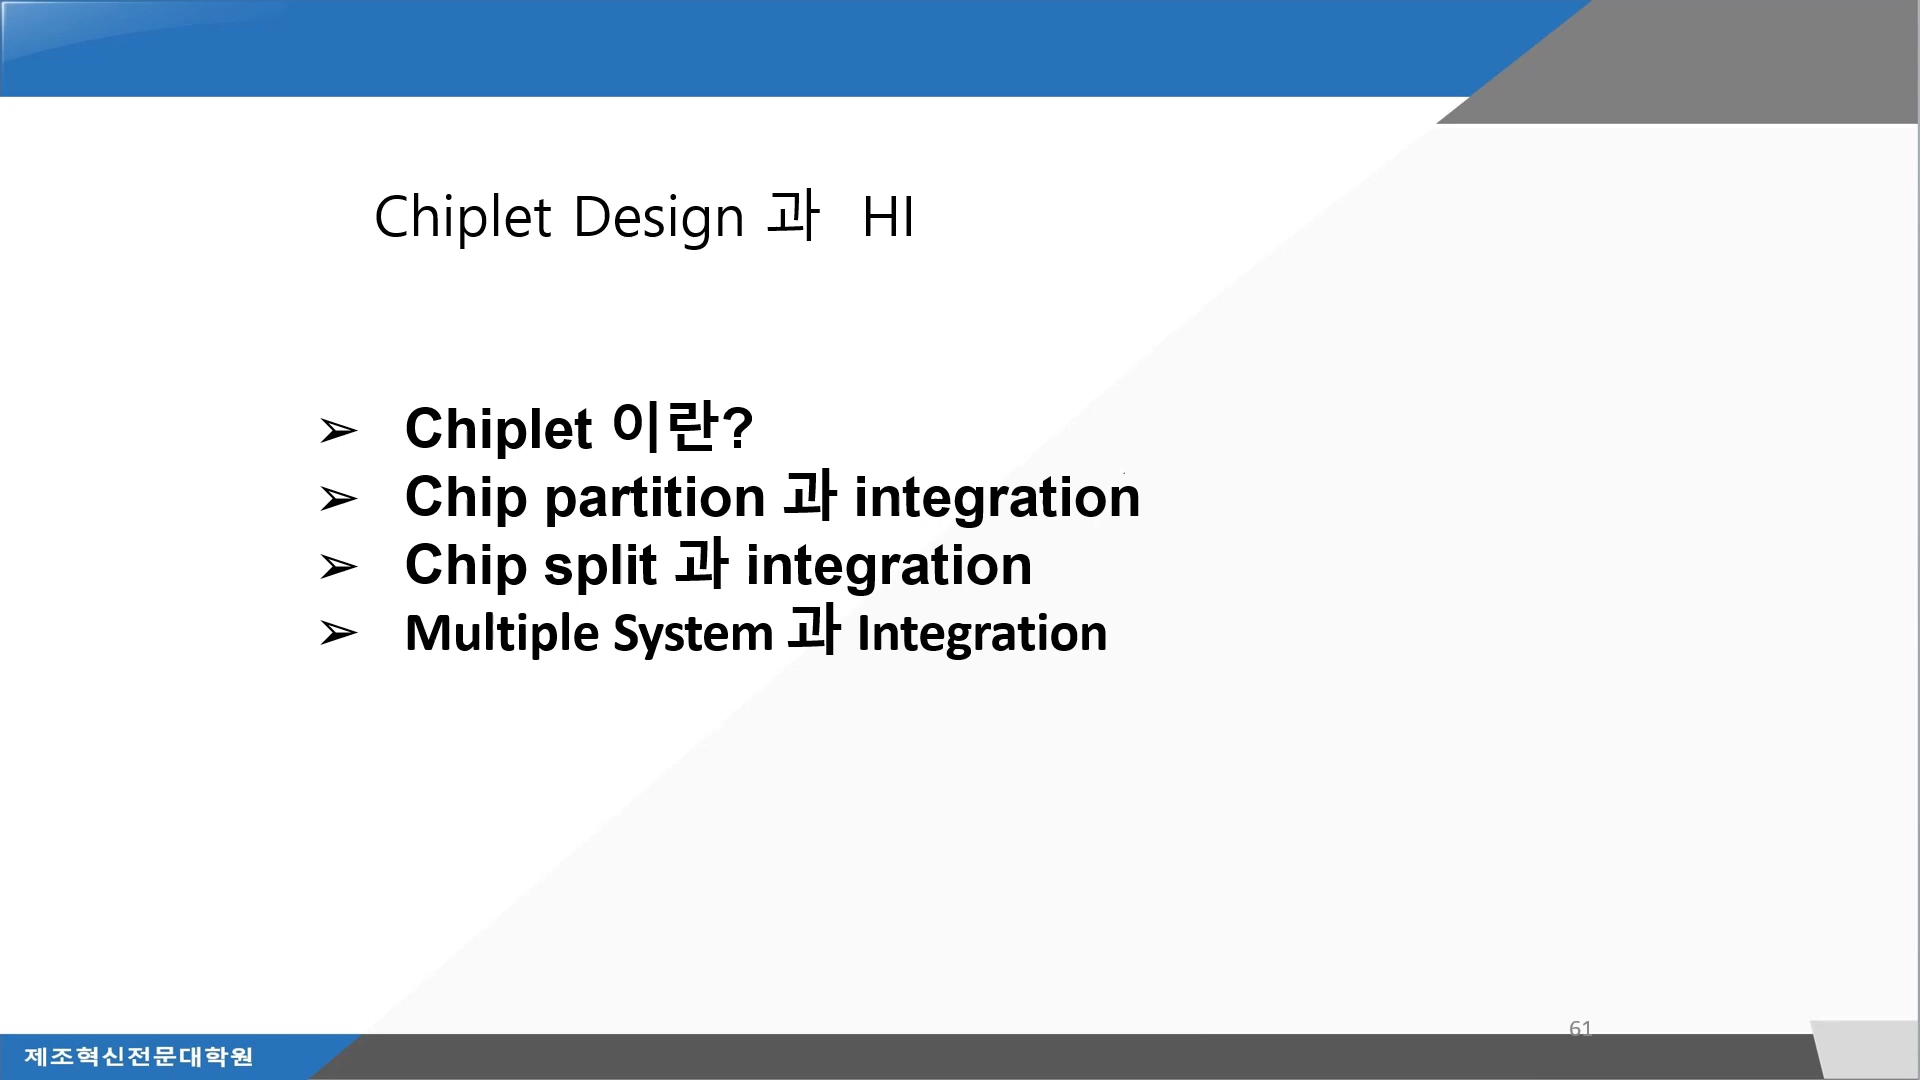 Chiplet Design 과 HI
➢ Chiplet 이란?
➢ Chip partition 과 integration
➢ Chip split 과 integration
➢ Multiple System 과 Integration
61
제조혁신전문대학원